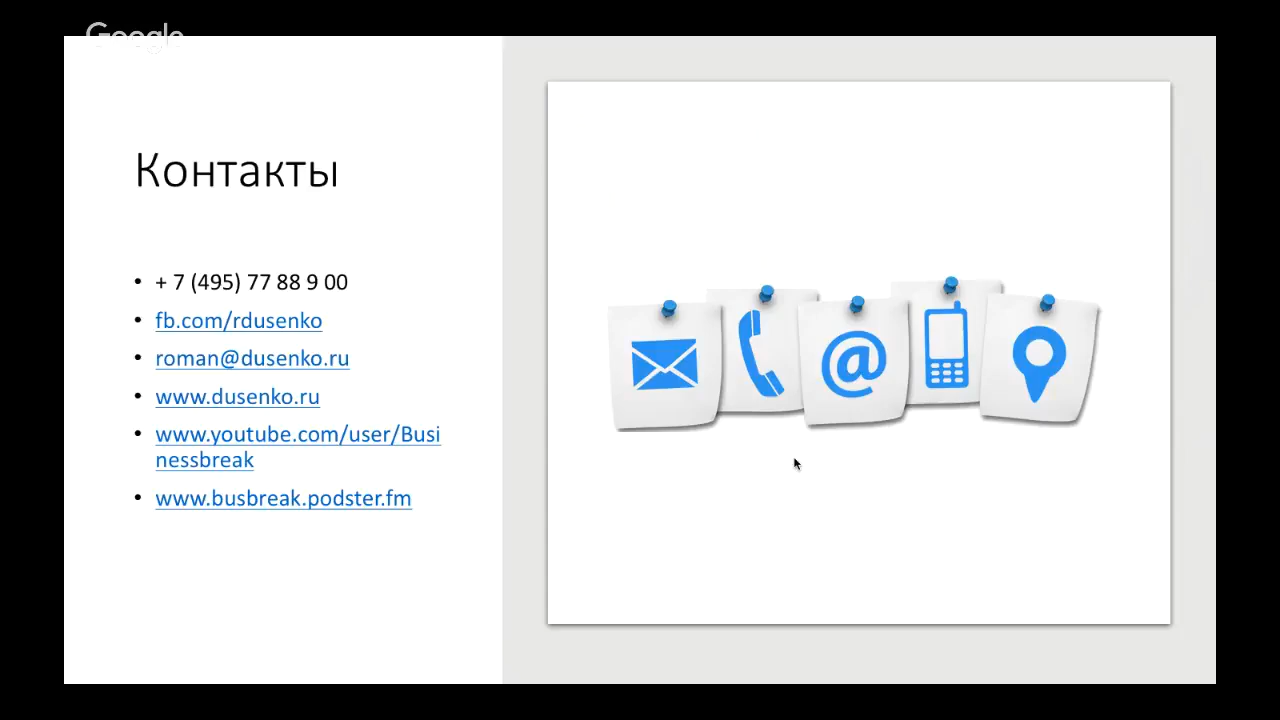 Google
Контакты
• + 7 (495) 77 88 9 00
• fb.com/rdusenko
• roman@dusenko.ru
• www.dusenko.ru
• www.youtube.com/user/Busi
nessbreak
• www.busbreak.podster.fm
@